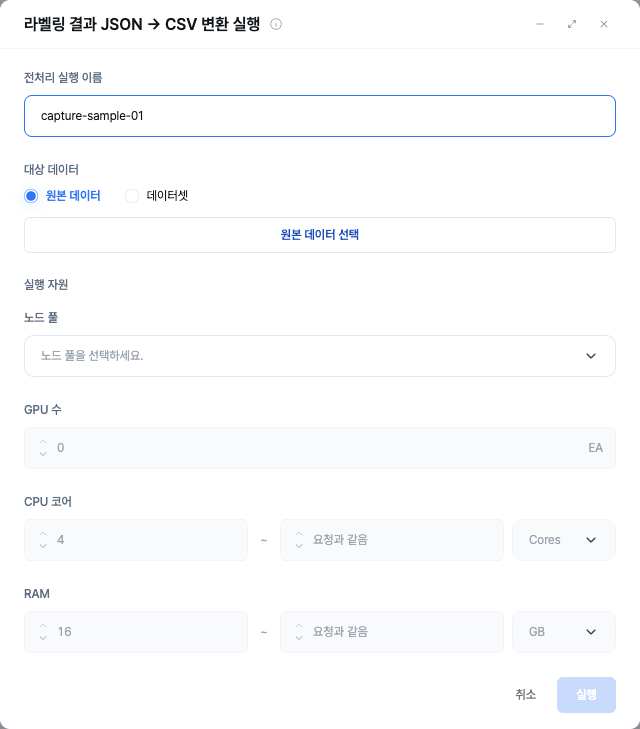 라벨링 결과 JSON → CSV 변환 실행
전처리 실행 이름
capture-sample-01
대상 데이터
원본 데이터 데이터셋
원본 데이터 선택
실행 자원
노드 풀
노드 풀을 선택하세요.
GPU 수
0 EA
CPU 코어
4 ~ 요청과 같음 Cores
RAM
16 ~ 요청과 같음 GB
취소 실행